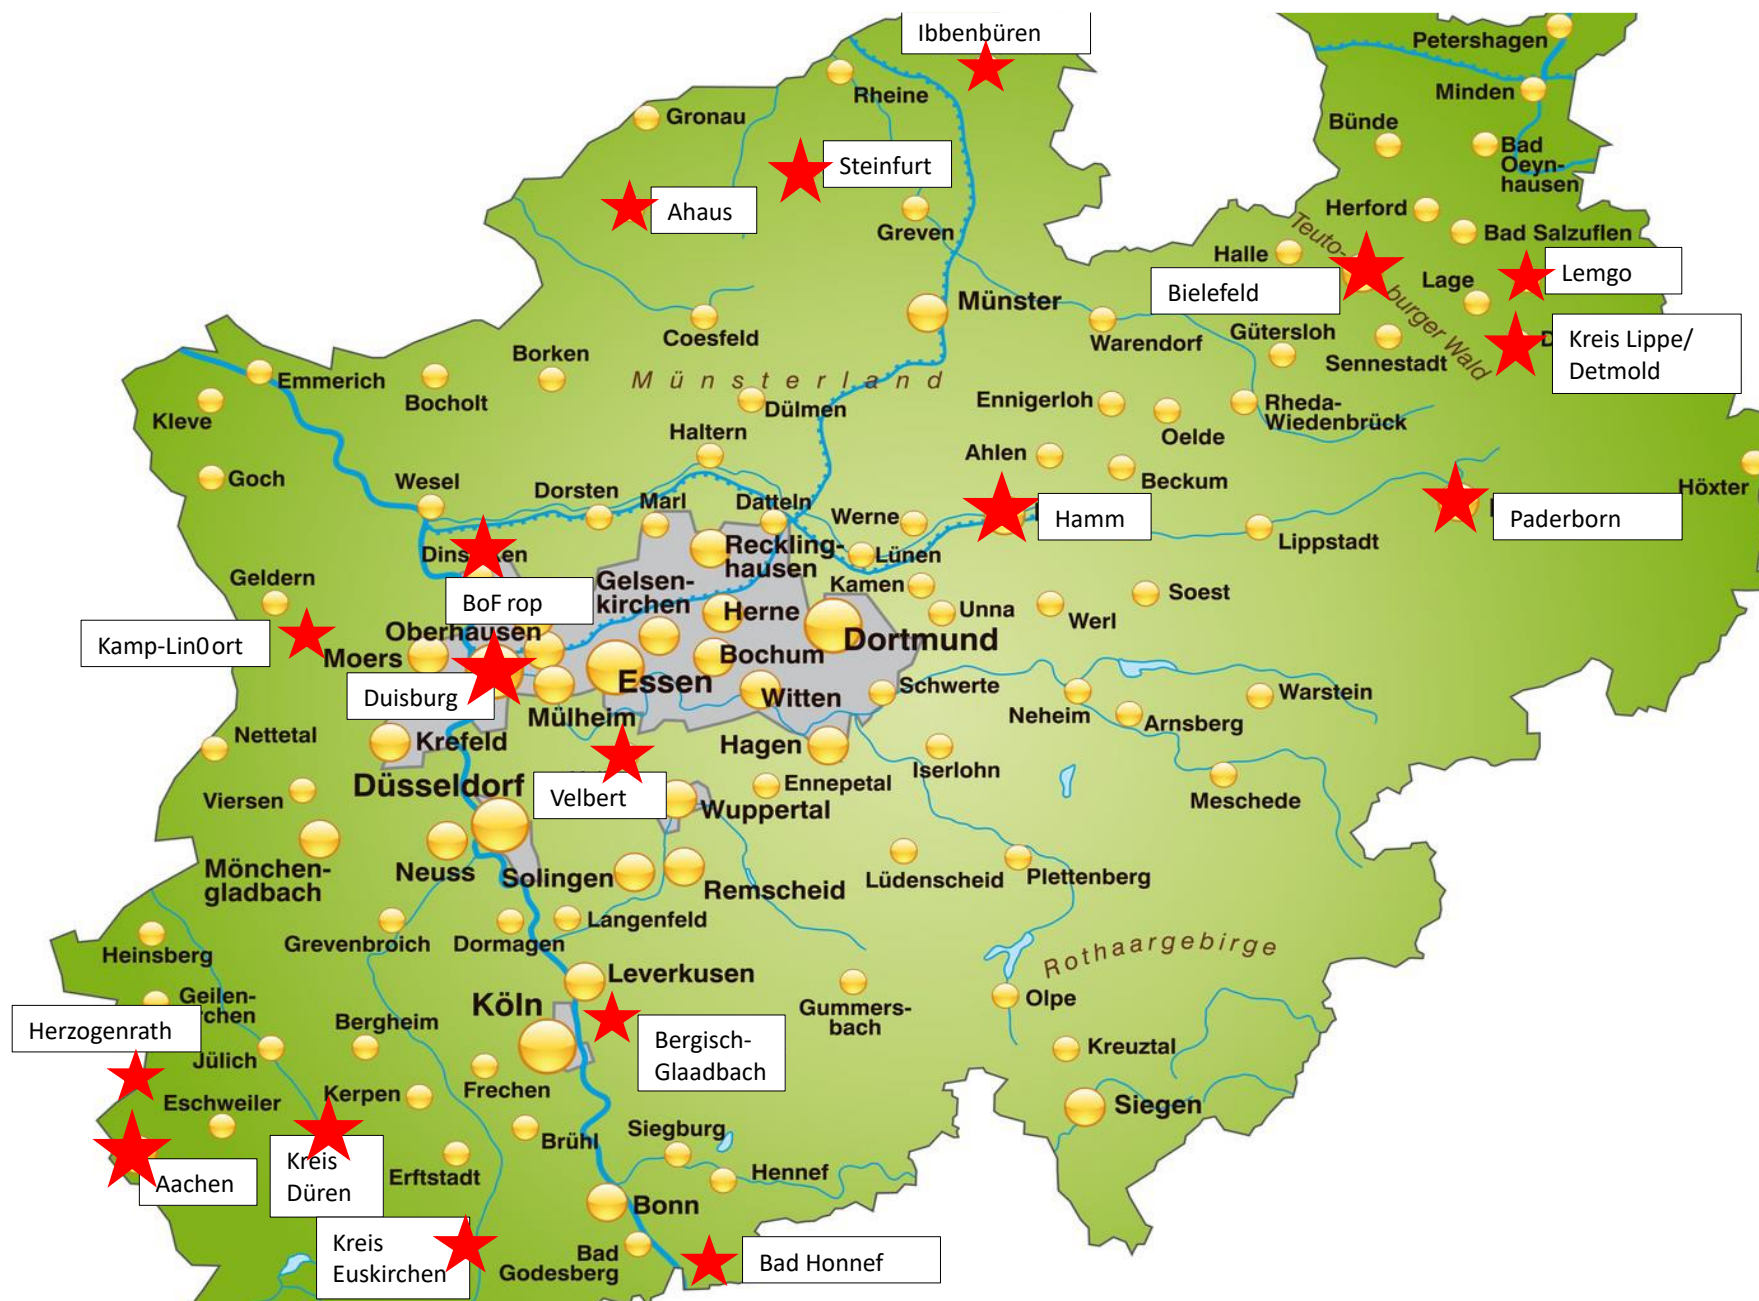 Ibbenbüren
Petershagen
Rheine
Minden
Gronau
Bünde
Bad
Oeyn-
hausen
Steinfurt
Ahaus
Herford
Greven
Bad Salzuflen
Teuto-
burger Wald
Halle
Lage
Lemgo
Bielefeld
Münster
Coesfeld
Warendorf
Gütersloh
Sennestadt
D
Kreis Lippe/
Detmold
Borken
Emmerich
Bocholt
Münsterland
Dülmen
Kleve
Ennigerloh
Oelde
Rheda-
Wiedenbrück
Haltern
Ahlen
Beckum
Goch
Wesel
Dorsten
Marl
Datteln
Werne
Höxter
Hamm
Paderborn
Lippstadt
Dinslaken
Reckling-
hausen
Lünen
Geldern
BoF rop
Gelsen-
kirchen
Kamen
Soest
Herne
Unna
Werl
Kamp-Lin0ort
Oberhausen
Moers
Dortmund
Bochum
Essen
Duisburg
Witten
Schwerte
Warstein
Neheim
Arnsberg
Mülheim
Nettetal
Krefeld
Hagen
Iserlohn
Düsseldorf
Velbert
Ennepetal
Wuppertal
Meschede
Viersen
Mönchen-
gladbach
Neuss
Solingen
Remscheid
Lüdenscheid
Plettenberg
Langenfeld
Grevenbroich
Dormagen
Heinsberg
Rothaargebirge
Leverkusen
Geilen-
rchen
Köln
Gummers-
bach
Olpe
Herzogenrath
Bergheim
Bergisch-
Glaadbach
Kreuztal
Jülich
Frechen
Kerpen
Eschweiler
Siegen
Brühl
Siegburg
Kreis
Düren
Aachen
Erftstadt
Hennef
Bonn
Kreis
Euskirchen
Bad
Godesberg
Bad Honnef